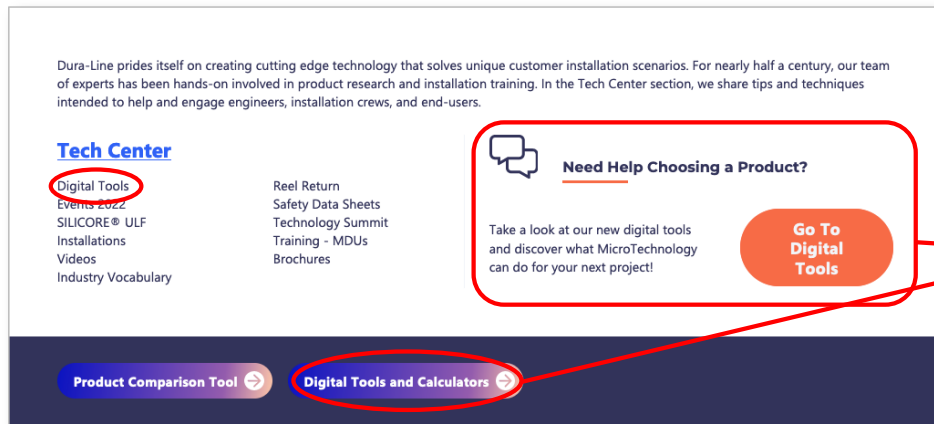 Dura-Line prides itself on creating cutting edge technology that solves unique customer installation scenarios. For nearly half a century, our team
of experts has been hands-on involved in product research and installation training. In the Tech Center section, we share tips and techniques
intended to help and engage engineers, installation crews, and end-users.
Tech Center
Digital Tools
Events 2022
SILICORE® ULF
Installations
Videos
Industry Vocabulary
Reel Return
Safety Data Sheets
Technology Summit
Training - MDUs
Brochures
Need Help Choosing a Product?
Take a look at our new digital tools
and discover what MicroTechnology
can do for your next project!
Go To
Digital
Tools
Product Comparison Tool
Digital Tools and Calculators